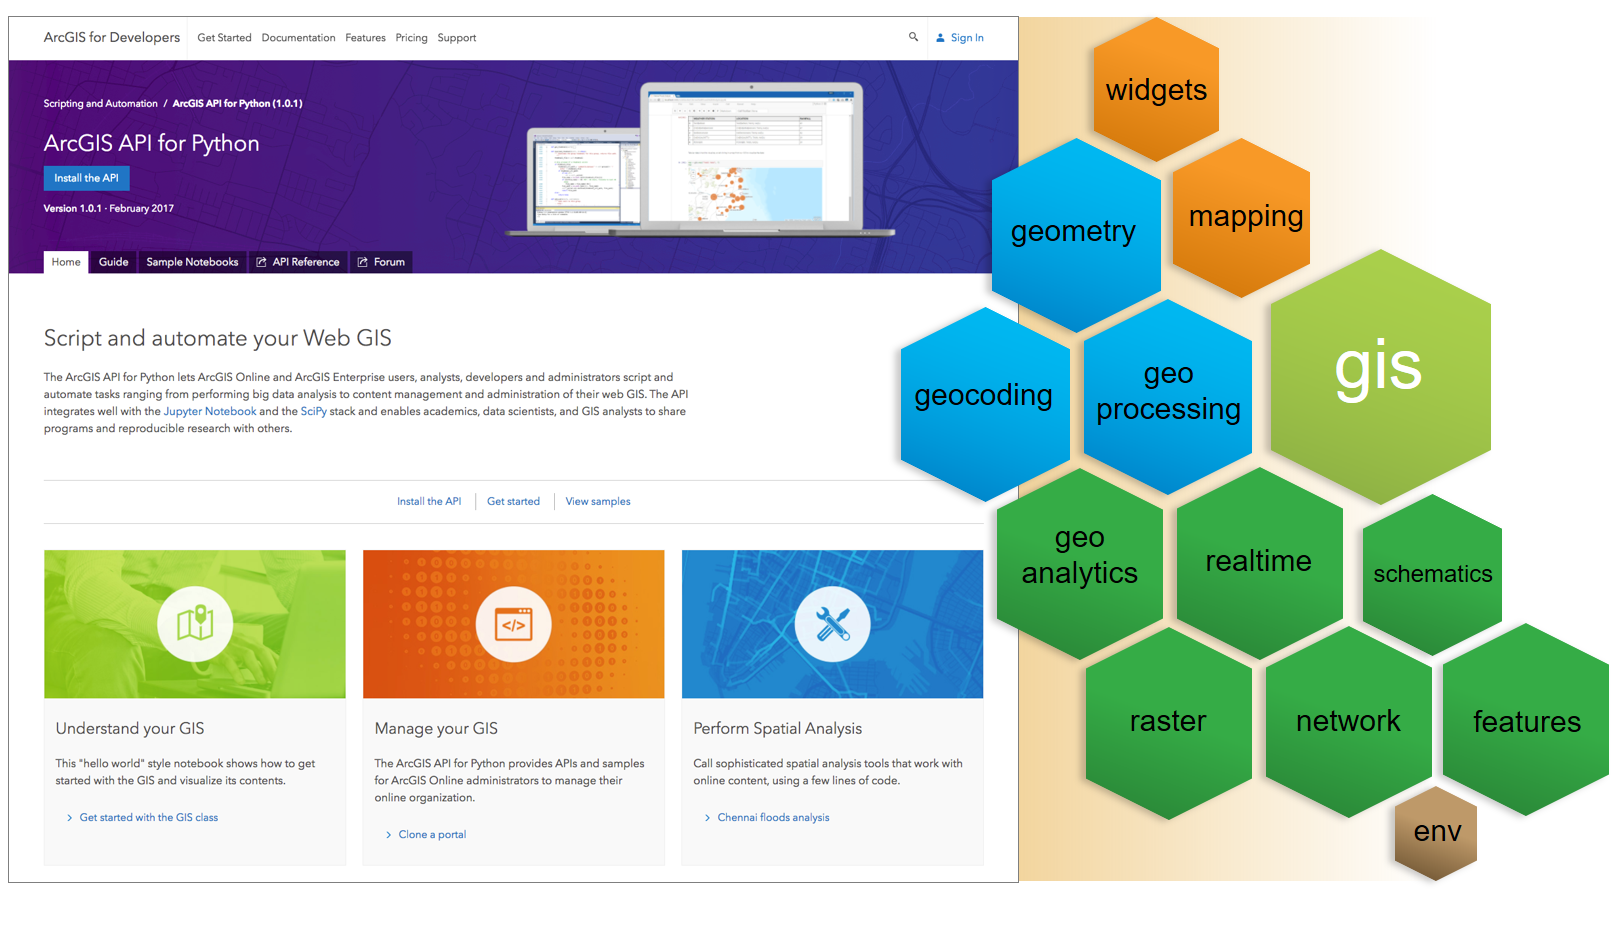 ArcGIS for Developers
Get Started Documentation Features Pricing Support
Sign In
Scripting and Automation / ArcGIS API for Python (1.0.1)
ArcGIS API for Python
Install the API
Version 1.0.1 · February 2017
Home Guide Sample Notebooks API Reference Forum
Script and automate your Web GIS
The ArcGIS API for Python lets ArcGIS Online and ArcGIS Enterprise users, analysts, developers and administrators script and
automate tasks ranging from performing big data analysis to content management and administration of their web GIS. The API
integrates well with the Jupyter Notebook and the SciPy stack and enables academics, data scientists, and GIS analysts to share
programs and reproducible research with others.
Install the API Get started View samples
Understand your GIS
This "hello world" style notebook shows how to get
started with the GIS and visualize its contents.
Get started with the GIS class
</>
Manage your GIS
The ArcGIS API for Python provides APIs and samples
for ArcGIS Online administrators to manage their
online organization.
Clone a portal
Perform Spatial Analysis
Call sophisticated spatial analysis tools that work with
online content, using a few lines of code.
Chennai floods analysis
widgets
mapping
geometry
gis
geocoding
geo
processing
geo
analytics
realtime
schematics
raster
network
features
env